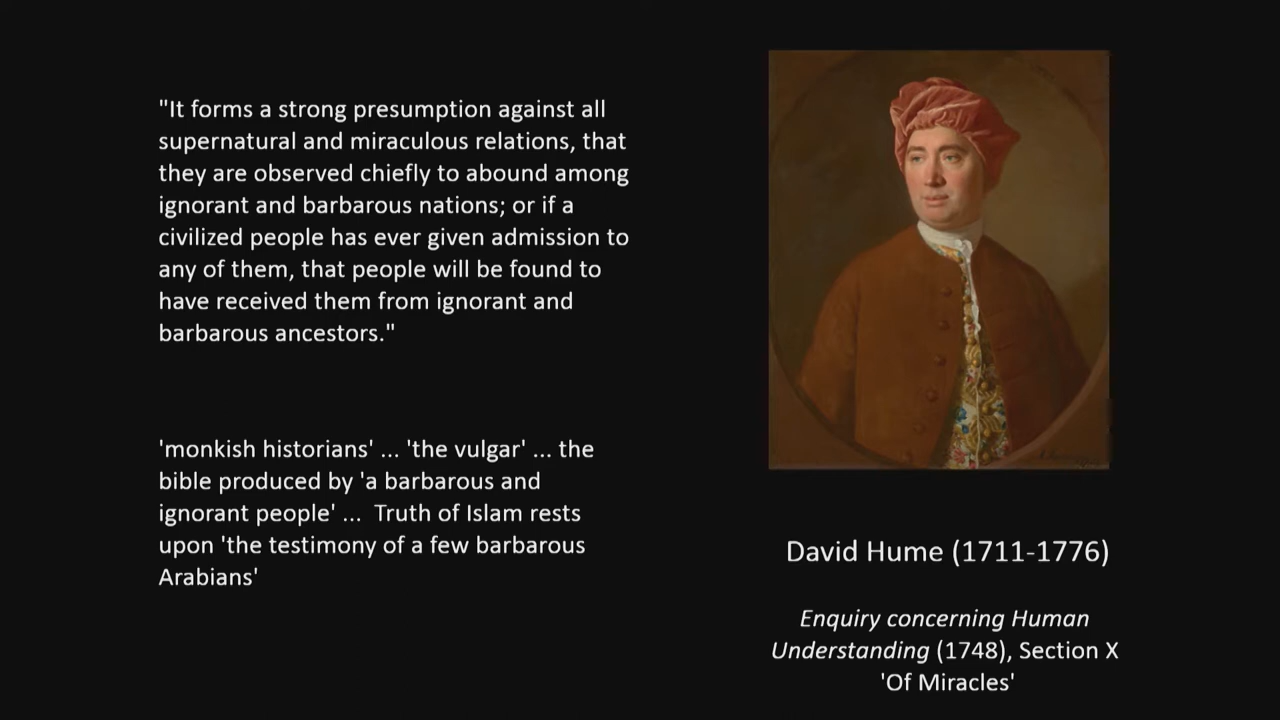 "It forms a strong presumption against all
supernatural and miraculous relations, that
they are observed chiefly to abound among
ignorant and barbarous nations; or if a
civilized people has ever given admission to
any of them, that people will be found to
have received them from ignorant and
barbarous ancestors."
'monkish historians' ... 'the vulgar' ... the
bible produced by 'a barbarous and
ignorant people' ... Truth of Islam rests
upon 'the testimony of a few barbarous
Arabians'
David Hume (1711-1776)
Enquiry concerning Human
Understanding (1748), Section X
'Of Miracles'